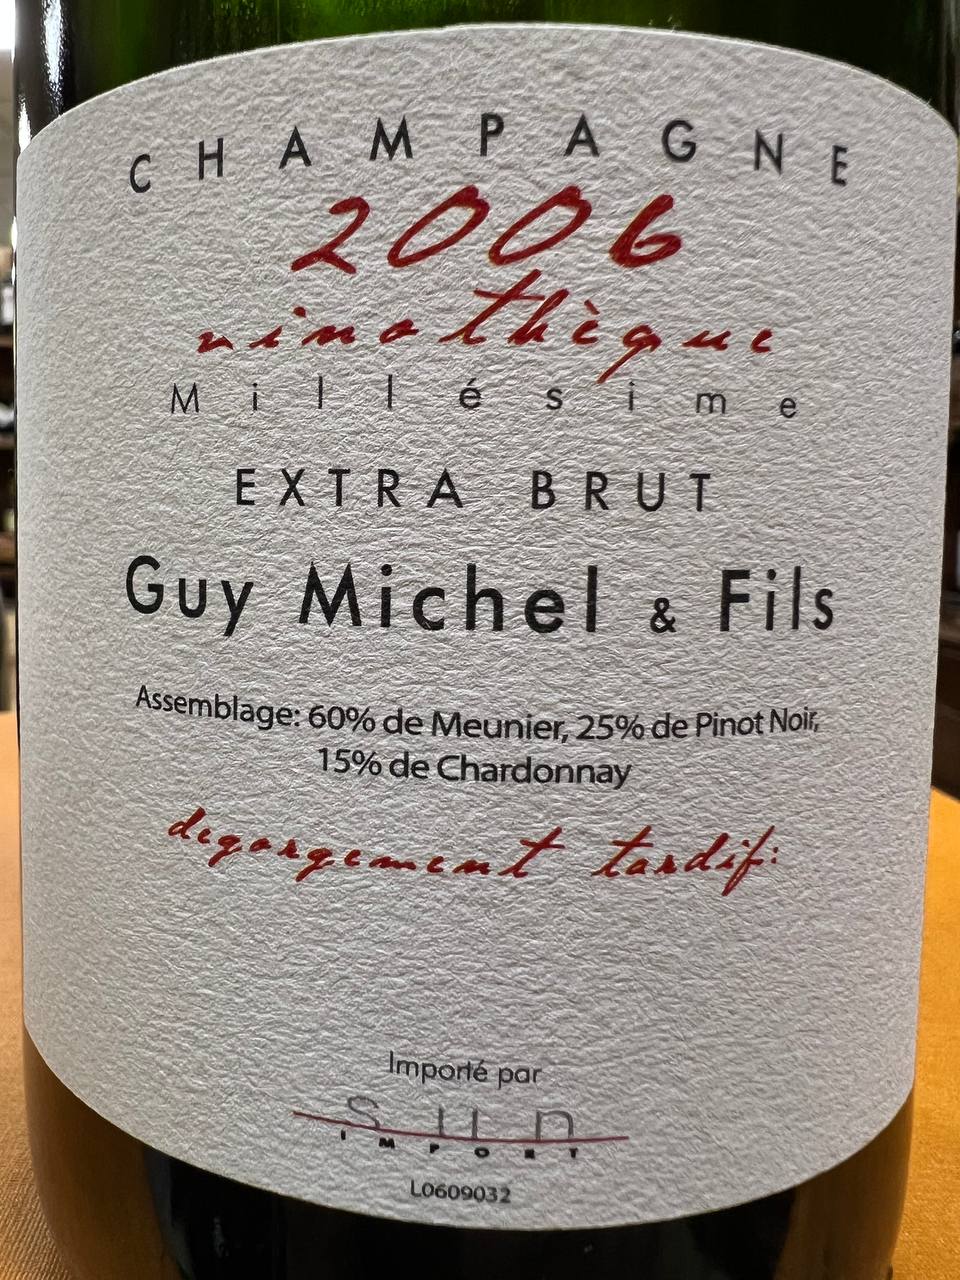 CHAMPAGNE
2006
vinothèque
Millésime
EXTRA BRUT
Guy Michel & Fils
Assemblage: 60% de Meunier, 25% de Pinot Noir,
15% de Chardonnay
degorgement tardif:
Importé par
sun
IMPORT
L0609032